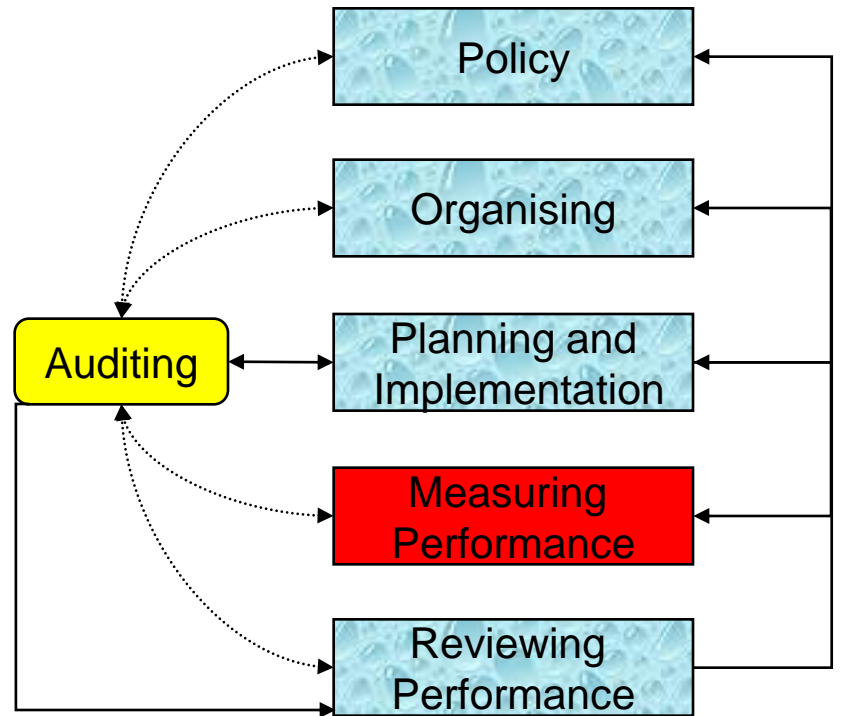 Policy
Organising
Auditing
Planning and
Implementation
Measuring
Performance
Reviewing
Performance